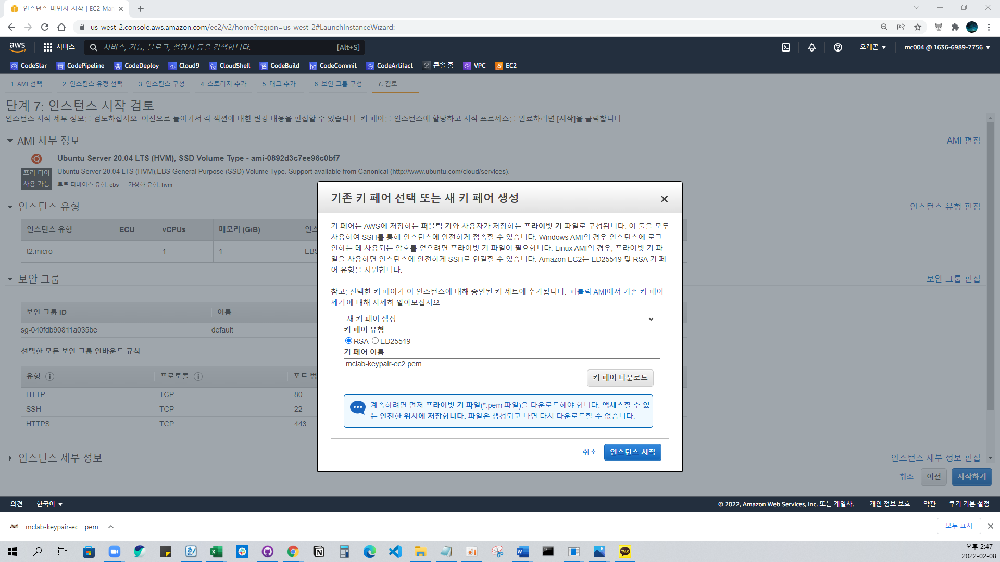 인스턴스 마법사 시작 | EC2 Mar
us-west-2.console.aws.amazon.com/ec2/v2/home?region=us-west-2#LaunchInstanceWizard:
aws
서비스
서비스, 기능, 블로그, 설명서 등을 검색합니다.
[Alt+S]
오레곤 ▼
mc004 @ 1636-6989-7756 ▼
CodeStar
CodePipeline
CodeDeploy
Cloud9
CloudShell
CodeBuild
CodeCommit
CodeArtifact
콘솔 홈
VPC
EC2
1. AMI 선택
2. 인스턴스 유형 선택
3. 인스턴스 구성
4. 스토리지 추가
5. 태그 추가
6. 보안 그룹 구성
7. 검토
단계 7: 인스턴스 시작 검토
인스턴스 시작 세부 정보를 검토하십시오. 이전으로 돌아가서 각 섹션에 대한 변경 내용을 편집할 수 있습니다. 키 페어를 인스턴스에 할당하고 시작 프로세스를 완료하려면 [시작]을 클릭합니다.
AMI 세부 정보
AMI 편집
Ubuntu Server 20.04 LTS (HVM), SSD Volume Type - ami-0892d3c7ee96c0bf7
프리 티어
사용 가능
Ubuntu Server 20.04 LTS (HVM),EBS General Purpose (SSD) Volume Type. Support available from Canonical (http://www.ubuntu.com/cloud/services).
루트 디바이스 유형: ebs
가상화 유형: hvm
인스턴스 유형
인스턴스 유형 편집
인스턴스 유형
ECU
vCPUs
메모리 (GiB)
인스
t2.micro
-
1
1
EBS
보안 그룹
보안 그룹 편집
보안 그룹 ID
이름
sg-040fdb90811a035be
default
선택한 모든 보안 그룹 인바운드 규칙
유형
프로토콜
포트 범
HTTP
TCP
80
SSH
TCP
22
HTTPS
TCP
443
인스턴스 세부 정보
인스턴스 세부 정보 편집
취소
이전
시작하기
기존 키 페어 선택 또는 새 키 페어 생성
키 페어는 AWS에 저장하는 퍼블릭 키와 사용자가 저장하는 프라이빗 키 파일로 구성됩니다. 이 둘을 모두
사용하여 SSH를 통해 인스턴스에 안전하게 접속할 수 있습니다. Windows AMI의 경우 인스턴스에 로그
인하는 데 사용되는 암호를 얻으려면 프라이빗 키 파일이 필요합니다. Linux AMI의 경우, 프라이빗 키 파
일을 사용하면 인스턴스에 안전하게 SSH로 연결할 수 있습니다. Amazon EC2는 ED25519 및 RSA 키 페
어 유형을 지원합니다.
참고: 선택한 키 페어가 이 인스턴스에 대해 승인된 키 세트에 추가됩니다. 퍼블릭 AMI에서 기존 키 페어
제거 에 대해 자세히 알아보십시오.
새 키 페어 생성
키 페어 유형
RSA
ED25519
키 페어 이름
mclab-keypair-ec2.pem
키 페어 다운로드
계속하려면 먼저 프라이빗 키 파일(*.pem 파일)을 다운로드해야 합니다. 액세스할 수 있
는 안전한 위치에 저장합니다. 파일은 생성되고 나면 다시 다운로드할 수 없습니다.
취소
인스턴스 시작
의견
한국어 ▼
© 2022, Amazon Web Services, Inc. 또는 계열사.
개인 정보 보호
약관
쿠키 기본 설정
mclab-keypair-ec....pem
모두 표시
TALK
오후 2:47
2022-02-08